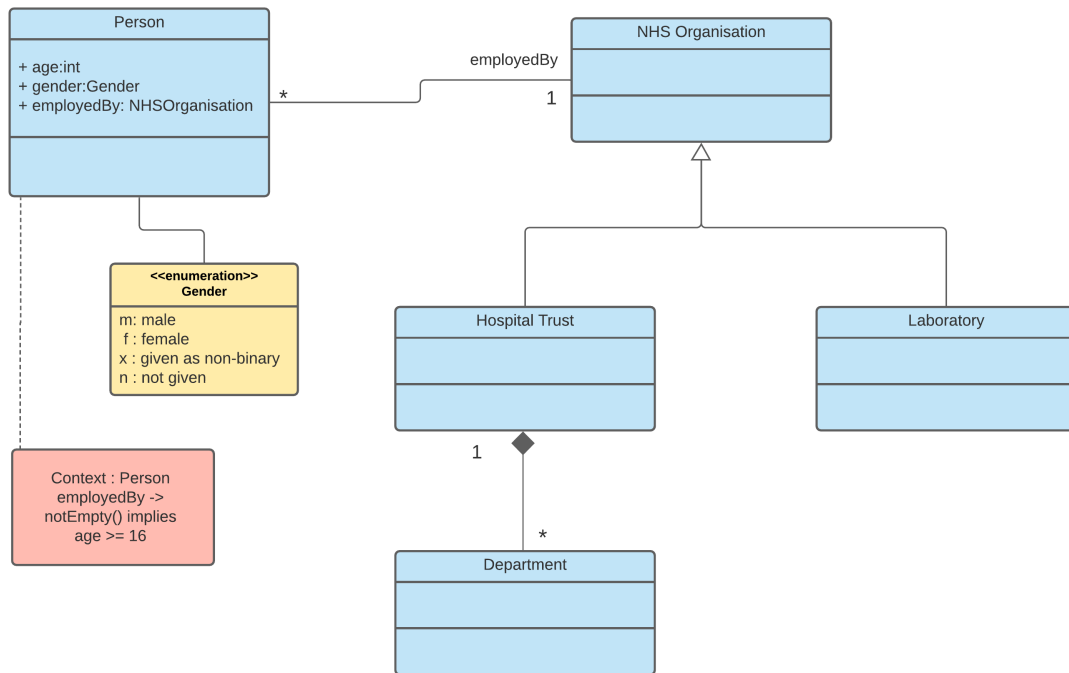 Person
+ age:int
+ gender:Gender
+ employedBy: NHSOrganisation
*
employedBy
1
NHS Organisation
<<enumeration>>
Gender
m: male
f : female
x : given as non-binary
n : not given
Hospital Trust
Laboratory
1
*
Context : Person
employedBy ->
notEmpty() implies
age >= 16
Department